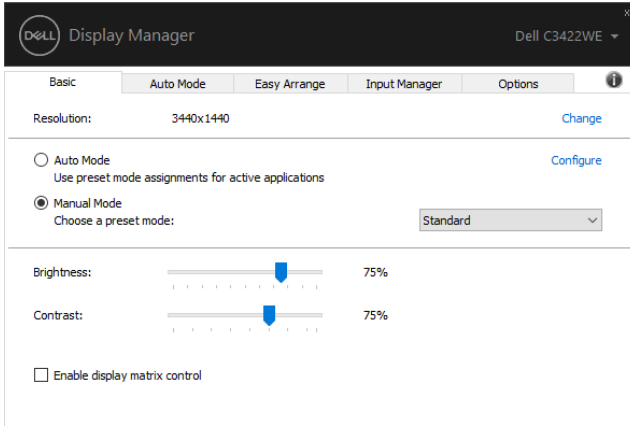 DELL Display Manager
Dell C3422WE
Basic Auto Mode Easy Arrange Input Manager Options
Resolution: 3440x1440 Change
Auto Mode Configure
Use preset mode assignments for active applications
Manual Mode
Choose a preset mode: Standard
Brightness: 75%
Contrast: 75%
Enable display matrix control